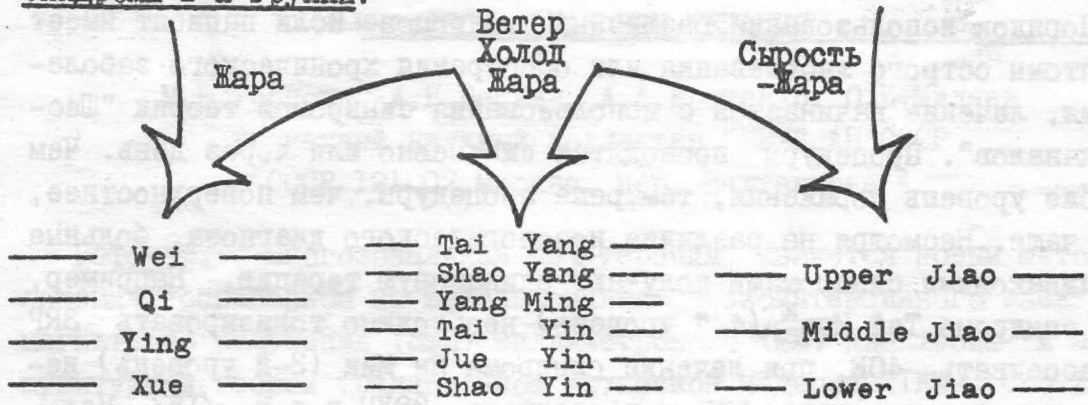 Ветер
Холод
Жара
Жара
Сырость
-Жара
Wei
Qi
Ying
Xue
Tai Yang
Shao Yang
Yang Ming
Tai Yin
Jue Yin
Shao Yin
Upper Jiao
Middle Jiao
Lower Jiao